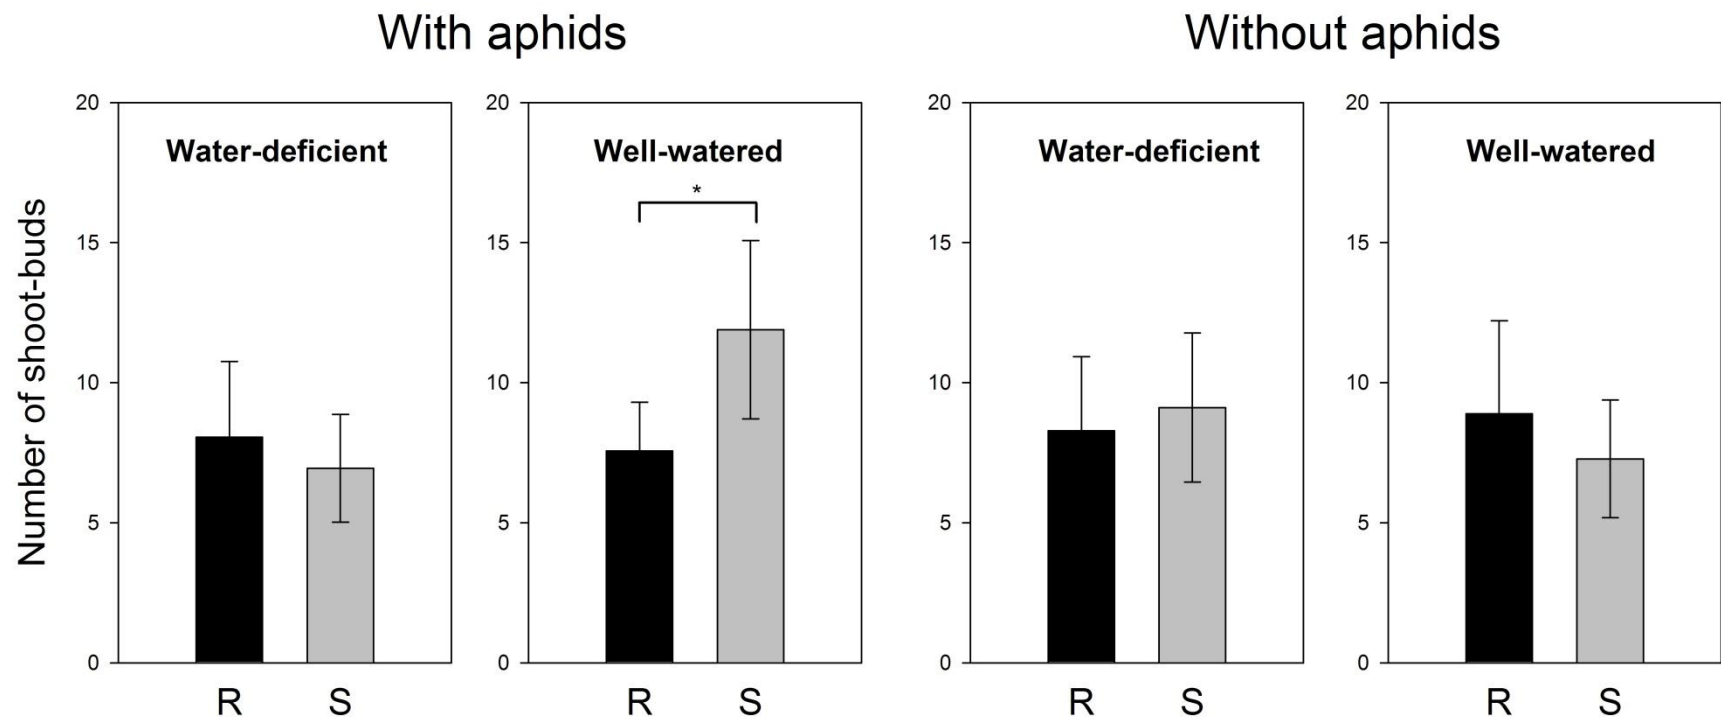 With aphids
Without aphids
Number of shoot-buds
20
15
10
5
0
Water-deficient
R S
20
15
10
5
0
Well-watered
*
R S
20
15
10
5
0
Water-deficient
R S
20
15
10
5
0
Well-watered
R S